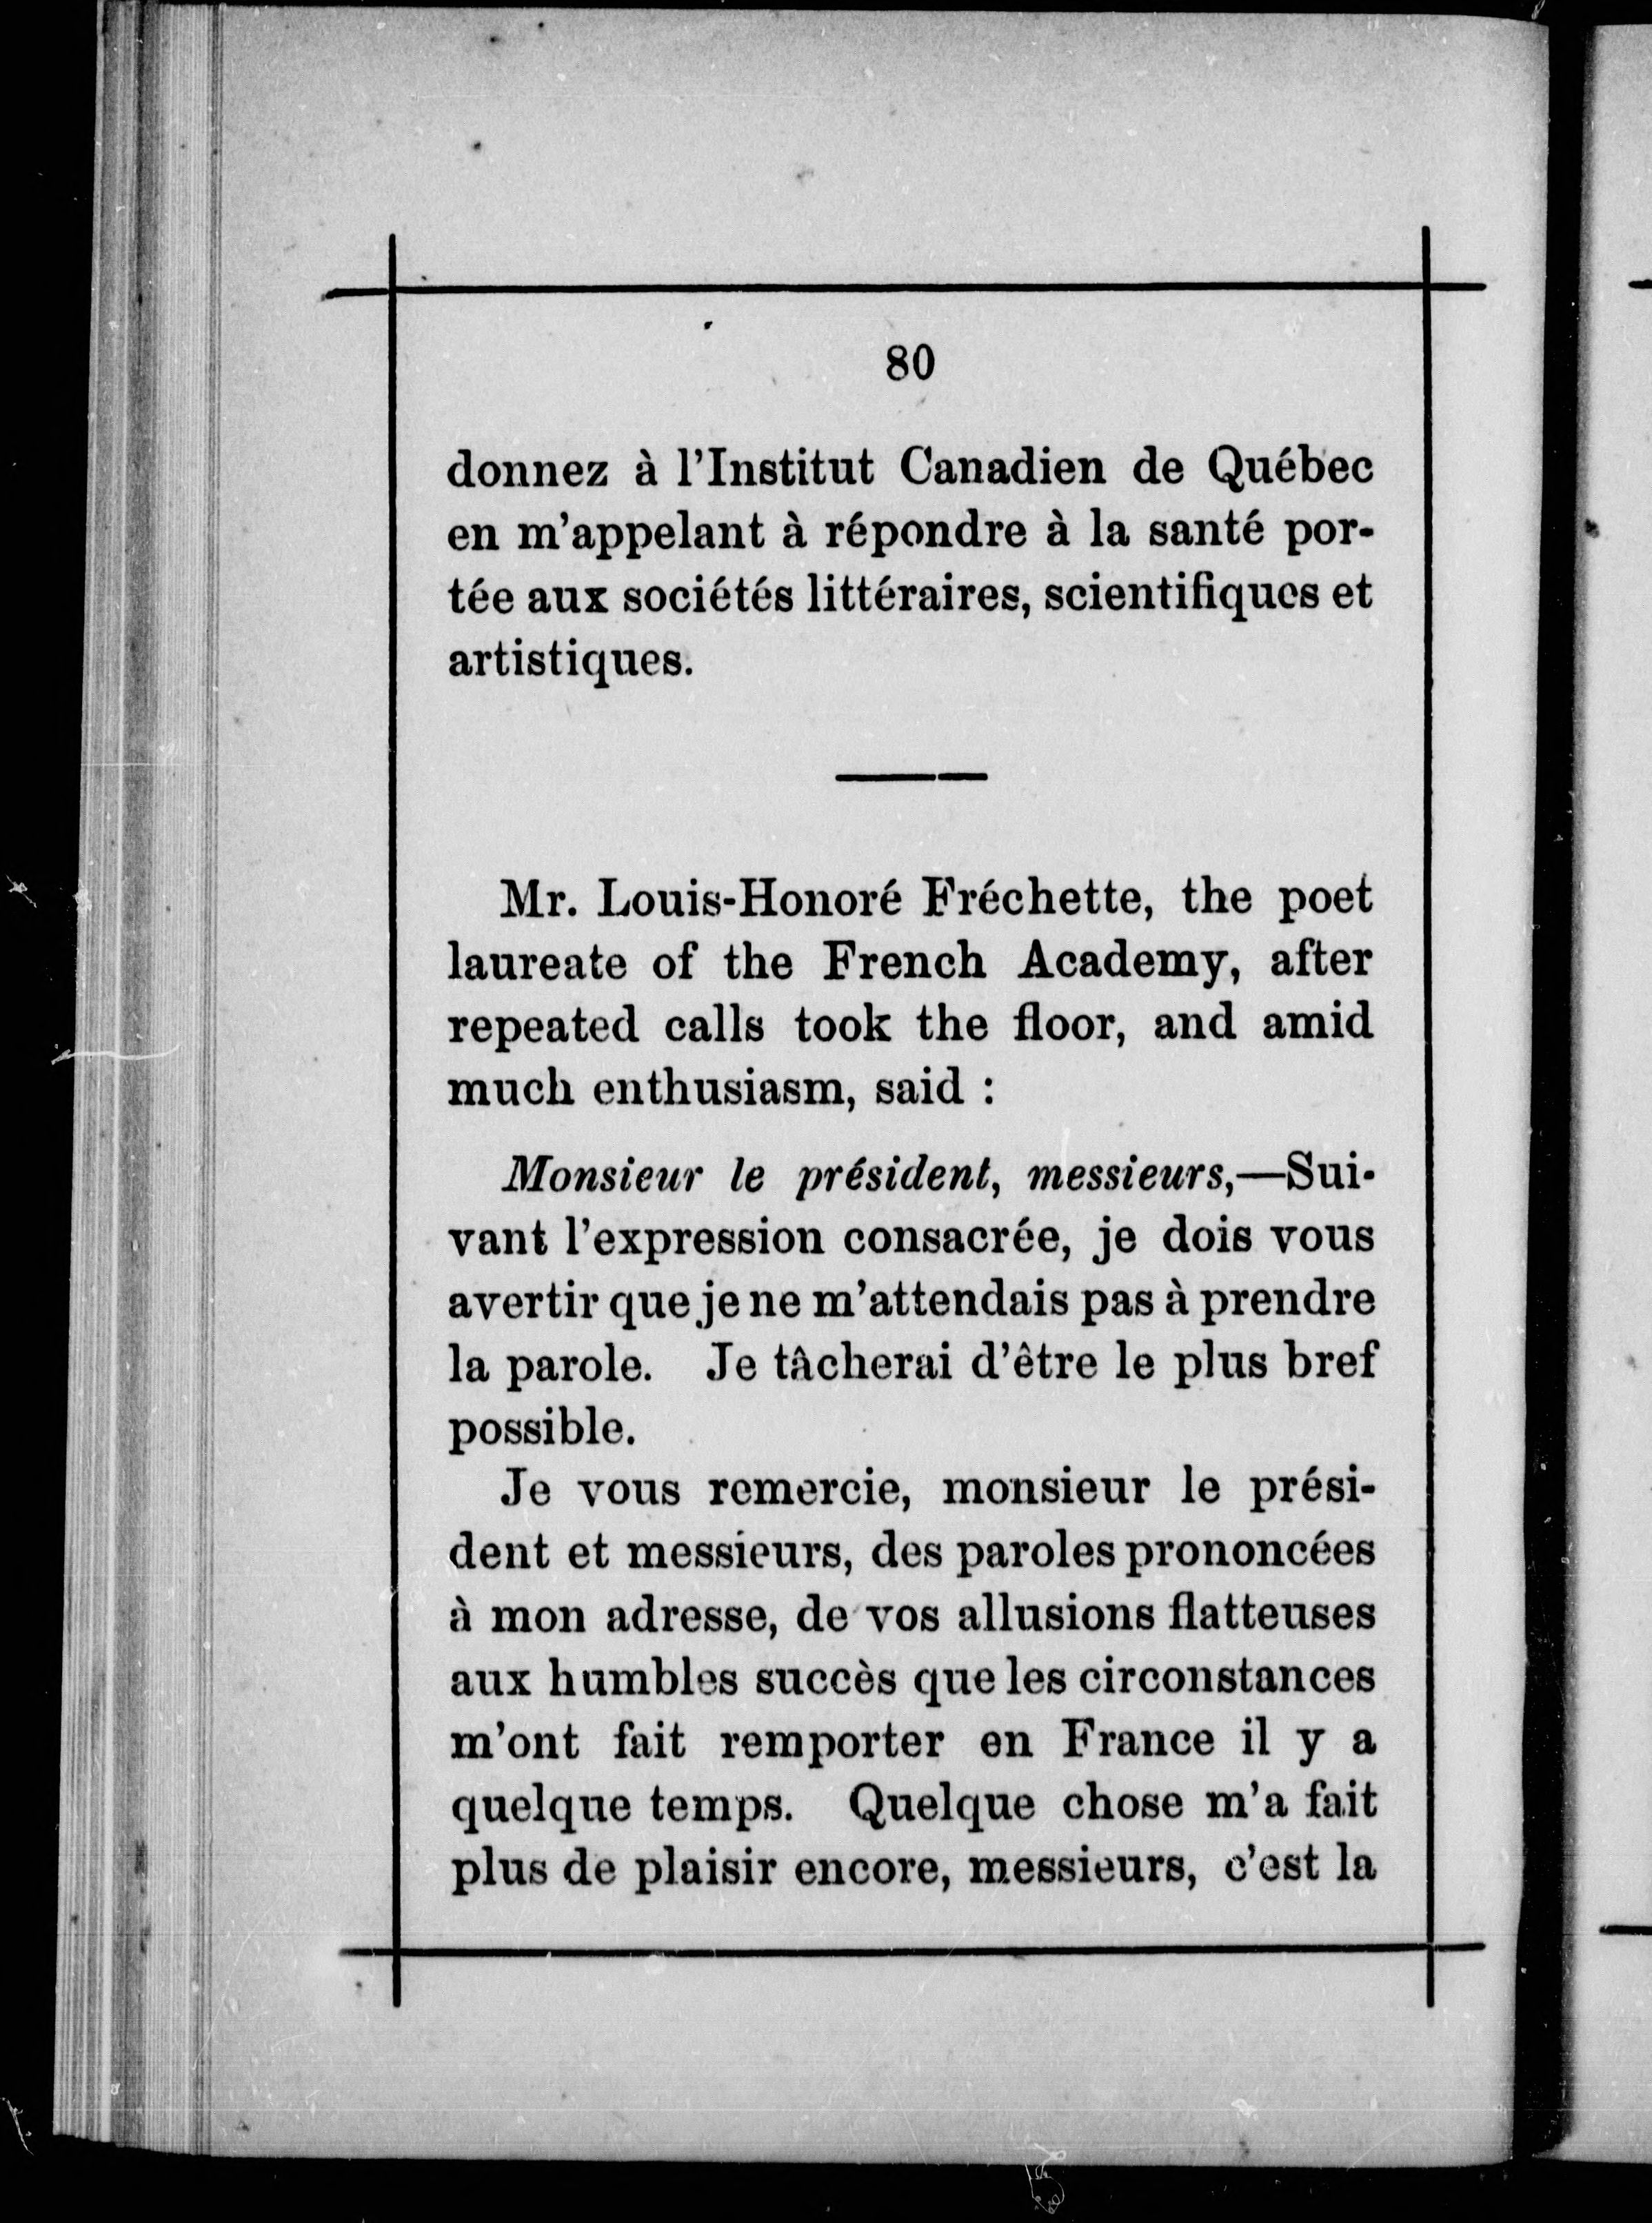 80
donnez à l'Institut Canadien de Québec
en m'appelant à répondre à la santé por-
tée aux sociétés littéraires, scientifiques et
artistiques.
Mr. Louis-Honoré Fréchette, the poet
laureate of the French Academy, after
repeated calls took the floor, and amid
much enthusiasm, said :
Monsieur le président, messieurs,—Sui-
vant l'expression consacrée, je dois vous
avertir que je ne m'attendais pas à prendre
la parole. Je tâcherai d'être le plus bref
possible.
Je vous remercie, monsieur le prési-
dent et messieurs, des paroles prononcées
à mon adresse, de vos allusions flatteuses
aux humbles succès que les circonstances
m'ont fait remporter en France il y a
quelque temps. Quelque chose m'a fait
plus de plaisir encore, messieurs, c'est la